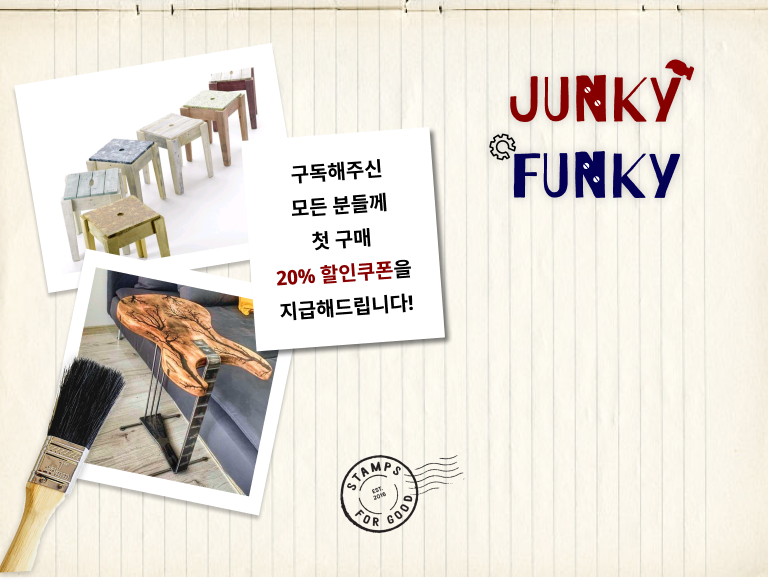 JUNKY
FUNKY
구독해주신
모든 분들께
첫 구매
20% 할인쿠폰을
지급해드립니다!
STAMPS
EST.
2016
FOR GOOD